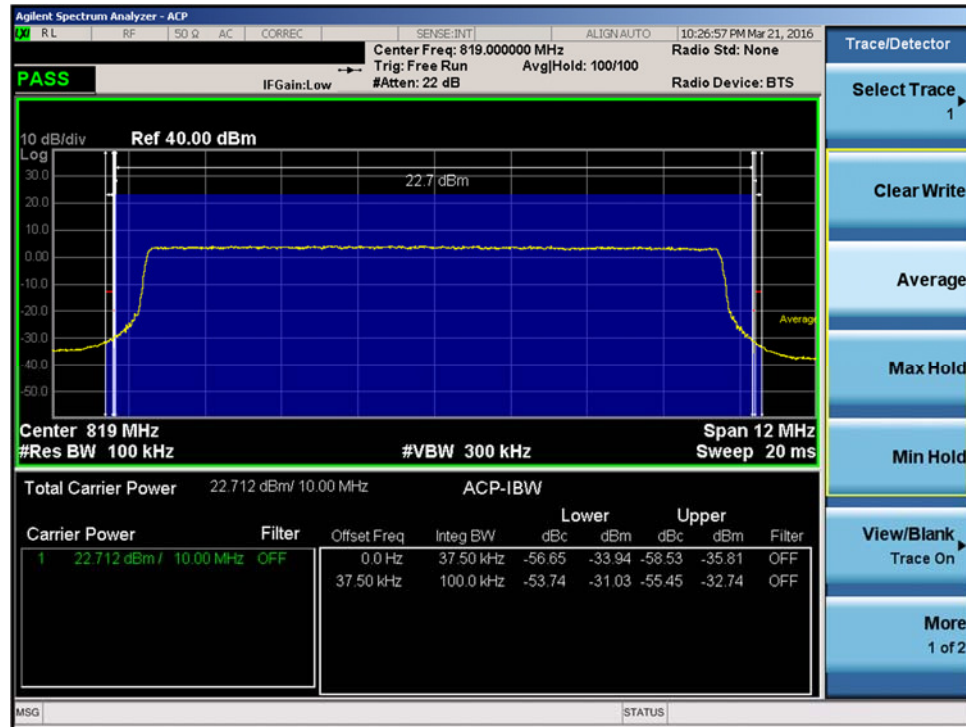 Agilent Spectrum Analyzer - ACP
LXI RL RF 50 Ω AC CORREC SENSE:INT ALIGN AUTO 10:26:57 PM Mar 21, 2016
Center Freq: 819.000000 MHz Radio Std: None
Trig: Free Run Avg|Hold: 100/100
PASS IFGain:Low #Atten: 22 dB Radio Device: BTS
10 dB/div Ref 40.00 dBm
Log
30.0
22.7 dBm
20.0
10.0
0.00
-10.0
-20.0
Average
-30.0
-40.0
-50.0
Center 819 MHz Span 12 MHz
#Res BW 100 kHz #VBW 300 kHz Sweep 20 ms
Total Carrier Power 22.712 dBm/ 10.00 MHz ACP-IBW
Lower Upper
Carrier Power Filter Offset Freq Integ BW dBc dBm dBc dBm Filter
1 22.712 dBm / 10.00 MHz OFF 0.0 Hz 37.50 kHz -56.65 -33.94 -58.53 -35.81 OFF
37.50 kHz 100.0 kHz -53.74 -31.03 -55.45 -32.74 OFF
MSG STATUS
Trace/Detector
Select Trace
1
Clear Write
Average
Max Hold
Min Hold
View/Blank
Trace On
More
1 of 2